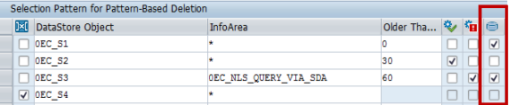 Selection Pattern for Pattern-Based Deletion
DataStore Object InfoArea Older Tha...
0EC_S1 * 0
0EC_S2 * 30
0EC_S3 0EC_NLS_QUERY_VIA_SDA 60
0EC_S4 *